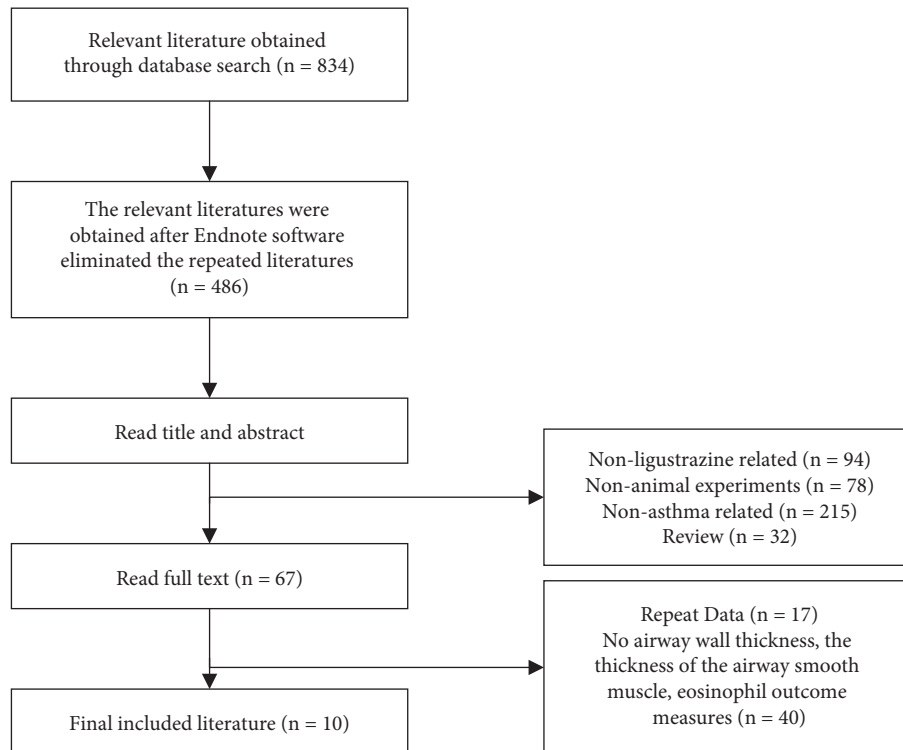 Relevant literature obtained
through database search (n = 834)
The relevant literatures were
obtained after Endnote software
eliminated the repeated literatures
(n = 486)
Read title and abstract
Non-ligustrazine related (n = 94)
Non-animal experiments (n = 78)
Non-asthma related (n = 215)
Review (n = 32)
Read full text (n = 67)
Repeat Data (n = 17)
No airway wall thickness, the
thickness of the airway smooth
muscle, eosinophil outcome
measures (n = 40)
Final included literature (n = 10)